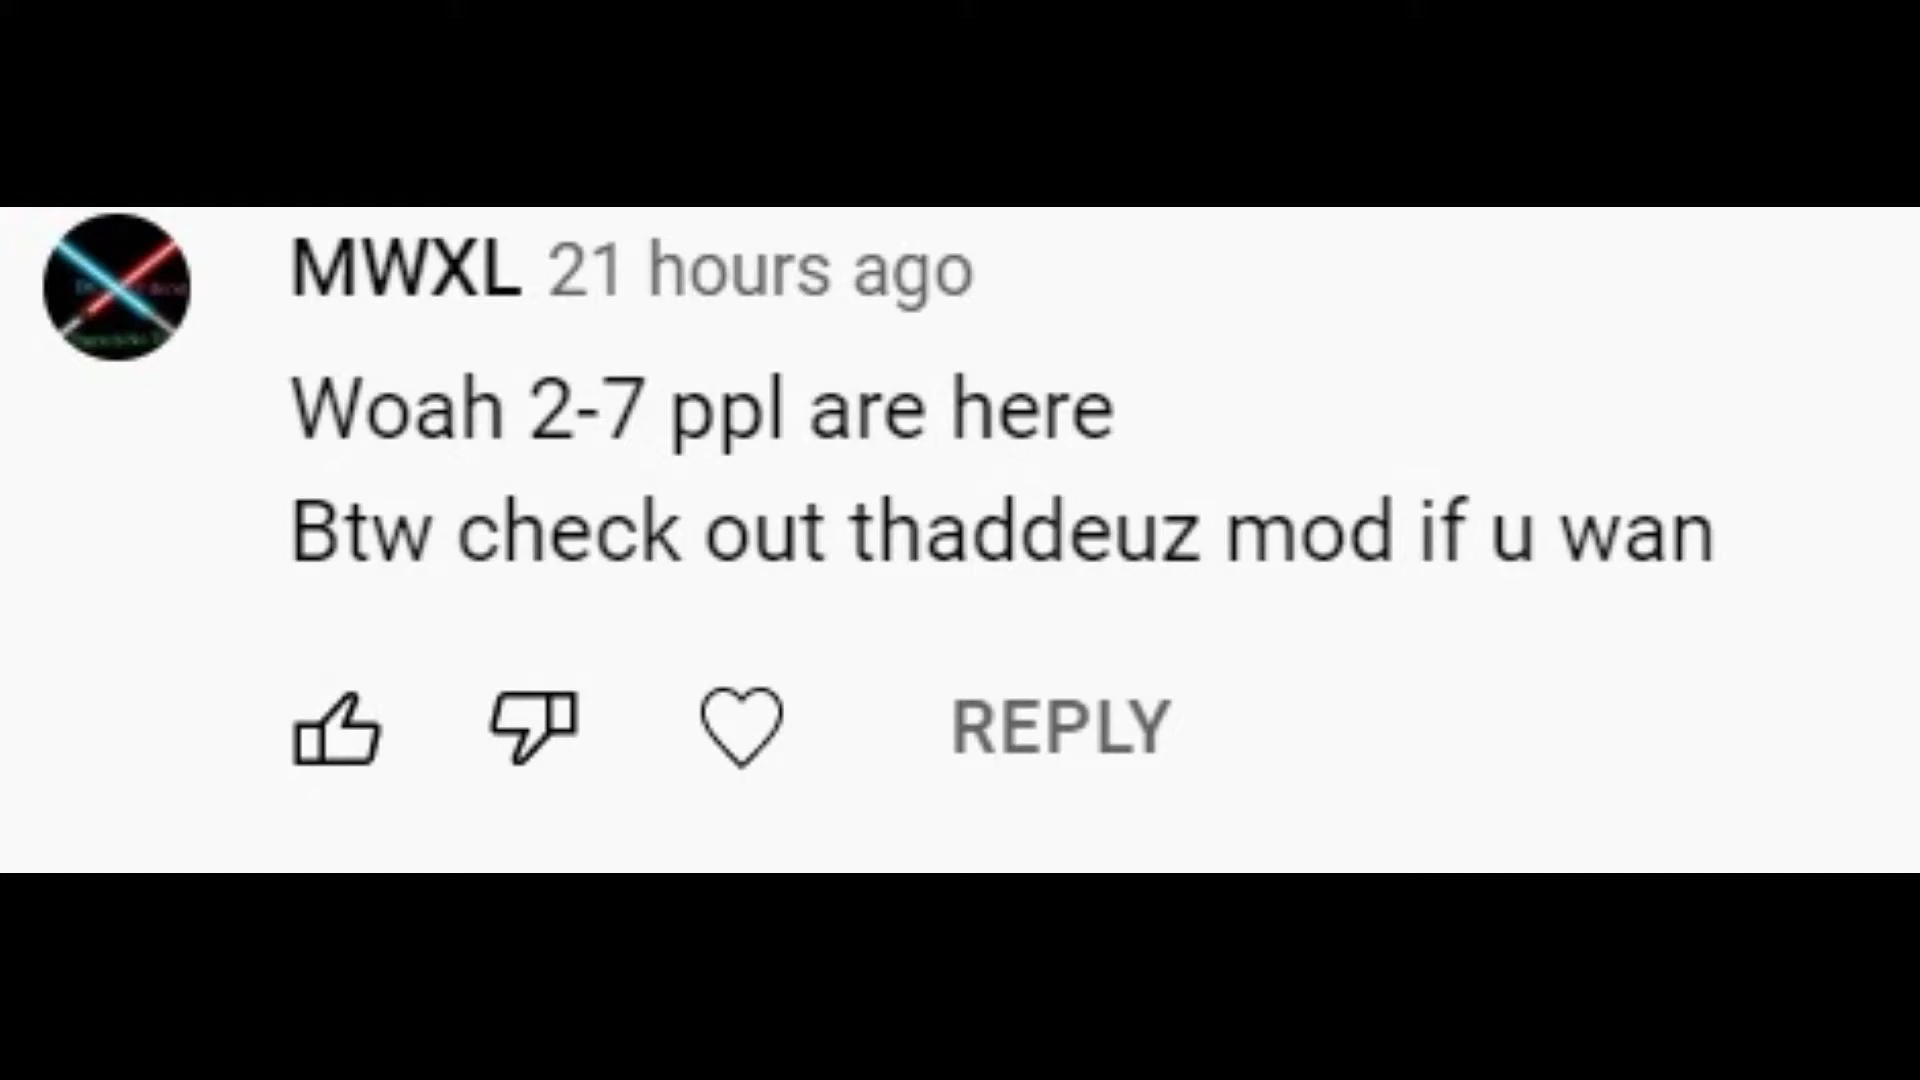 MWXL 21 hours ago
Woah 2-7 ppl are here
Btw check out thaddeuz mod if u wan
REPLY